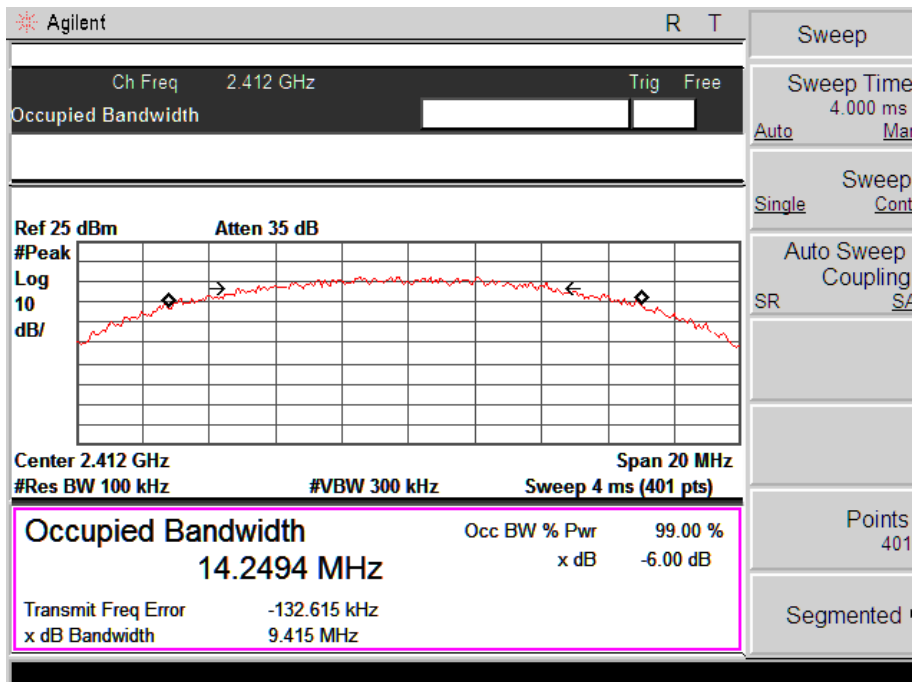 Agilent R T
Ch Freq 2.412 GHz Trig Free
Occupied Bandwidth
Ref 25 dBm Atten 35 dB
#Peak
Log
10
dB/
Center 2.412 GHz Span 20 MHz
#Res BW 100 kHz #VBW 300 kHz Sweep 4 ms (401 pts)
Occupied Bandwidth
14.2494 MHz
Occ BW % Pwr 99.00 %
x dB -6.00 dB
Transmit Freq Error -132.615 kHz
x dB Bandwidth 9.415 MHz
Sweep
Sweep Time
4.000 ms
Auto Mar
Sweep
Single Cont
Auto Sweep
Coupling
SR SA
Points
401
Segmented